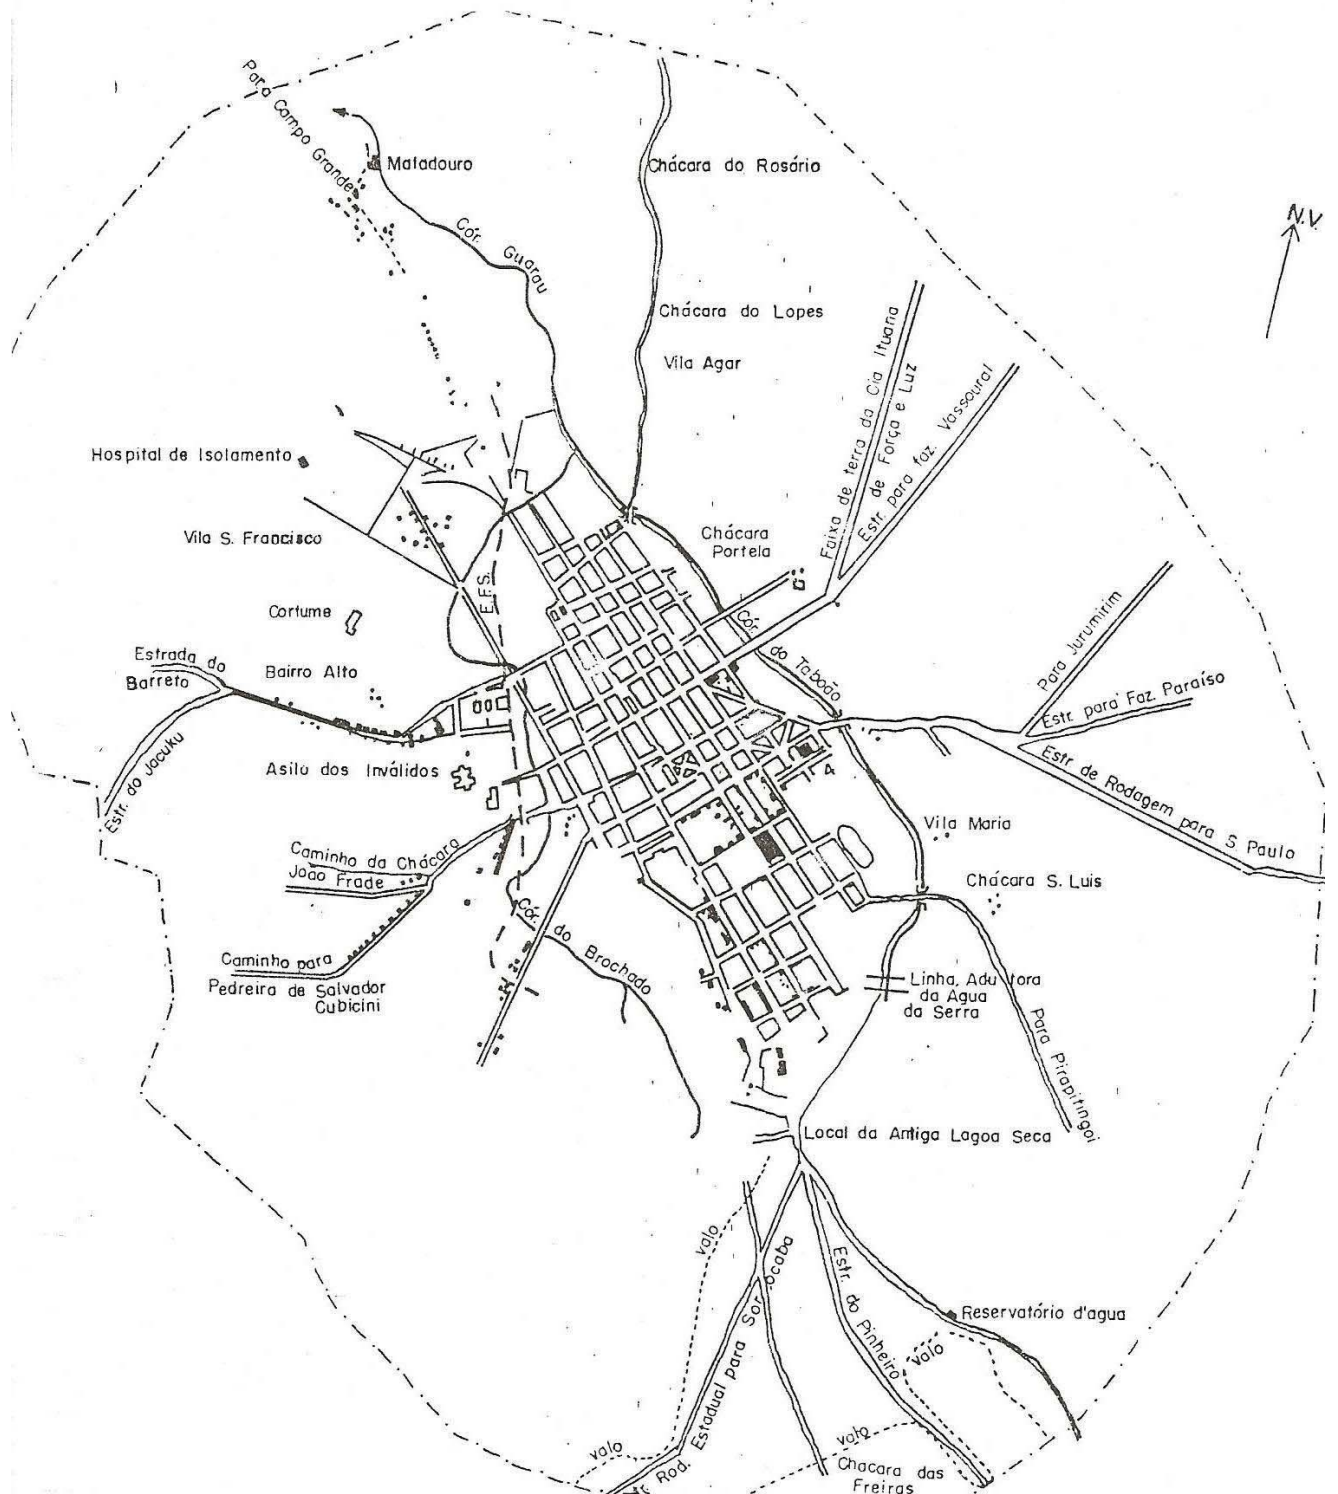 Para Campo Grande
Matadouro
Chácara do Rosário
N.V.
Cór. Guarau
Chácara do Lopes
Vila Agar
Faixa de terra da Cia Ituana
de Força e Luz
Estr. para faz. Vassoural
Hospital de Isolamento
Vila S. Francisco
Chácara
Portela
E.F.S.
Cortume
Cór. do Taboão
Para Jurumirim
Estrada do
Barreto
Bairro Alto
Estr. para Faz. Paraíso
Estr. do Jacuku
Asilo dos Inválidos
Estr. de Rodagem para S Paulo
4
Vila Maria
Caminho da Chácara
João Frade
Chácara S. Luis
Cór. do Brochado
Caminho para
Pedreira de Salvador
Cubicini
Linha, Adutora
da Agua
da Serra
Para Pirapitingoi
Local da Antiga Lagoa Seca
valo
Rod. Estadual para Sorocaba
Estr. do Pinheiro
Reservatório d'agua
valo
valo
valo
Chacara das
Freiras